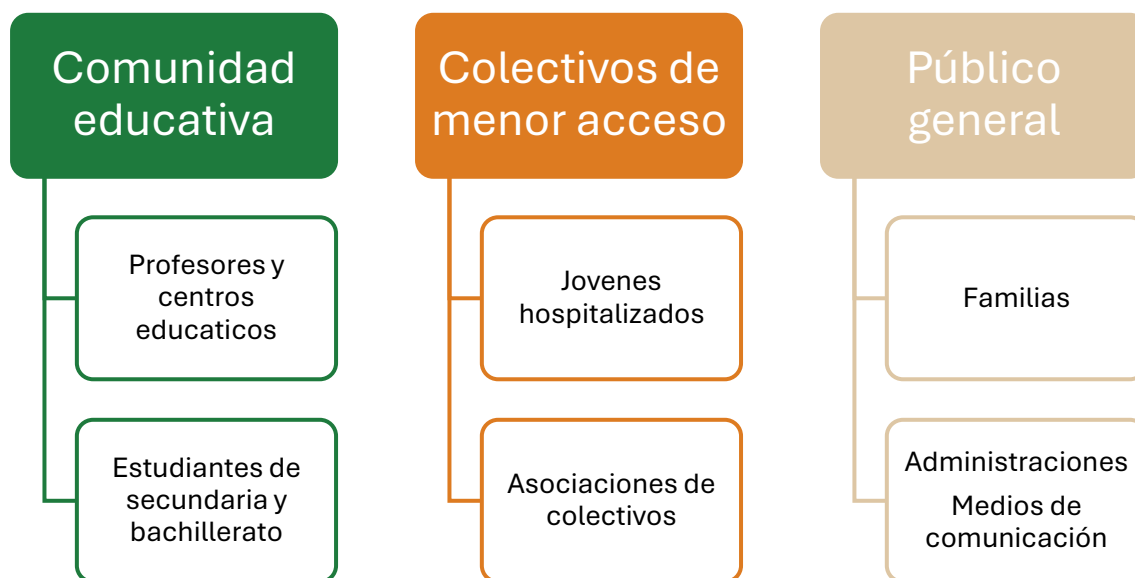 Comunidad
educativa
Profesores y
centros
educaticos
Estudiantes de
secundaria y
bachillerato
Colectivos de
menor acceso
Jovenes
hospitalizados
Asociaciones de
colectivos
Público
general
Familias
Administraciones
Medios de
comunicación